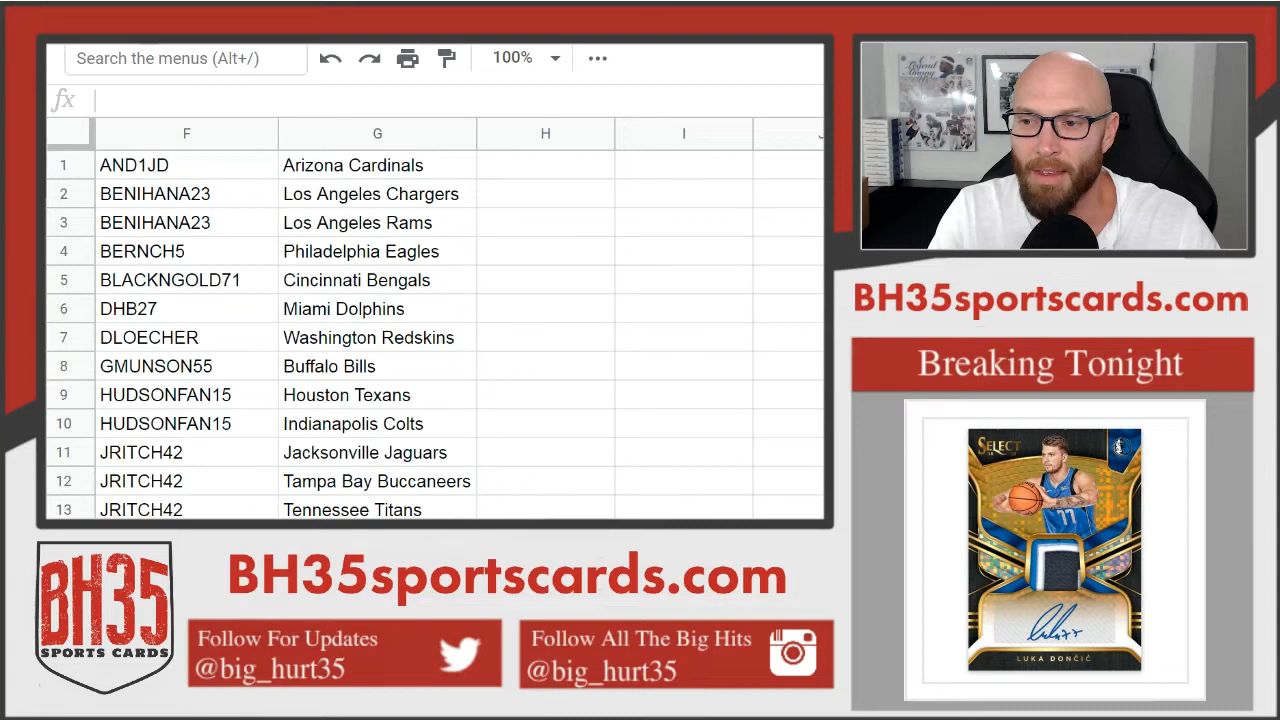 Search the menus (Alt+/)
100%
fx
F G H I
1 AND1JD Arizona Cardinals
2 BENIHANA23 Los Angeles Chargers
3 BENIHANA23 Los Angeles Rams
4 BERNCH5 Philadelphia Eagles
5 BLACKNGOLD71 Cincinnati Bengals
6 DHB27 Miami Dolphins
7 DLOECHER Washington Redskins
8 GMUNSON55 Buffalo Bills
9 HUDSONFAN15 Houston Texans
10 HUDSONFAN15 Indianapolis Colts
11 JRITCH42 Jacksonville Jaguars
12 JRITCH42 Tampa Bay Buccaneers
13 JRITCH42 Tennessee Titans
BH35sportscards.com
Breaking Tonight
SELECT
77
LUKA DONČIĆ
BH35
SPORTS CARDS
BH35sportscards.com
Follow For Updates
@big_hurt35
Follow All The Big Hits
@big_hurt35